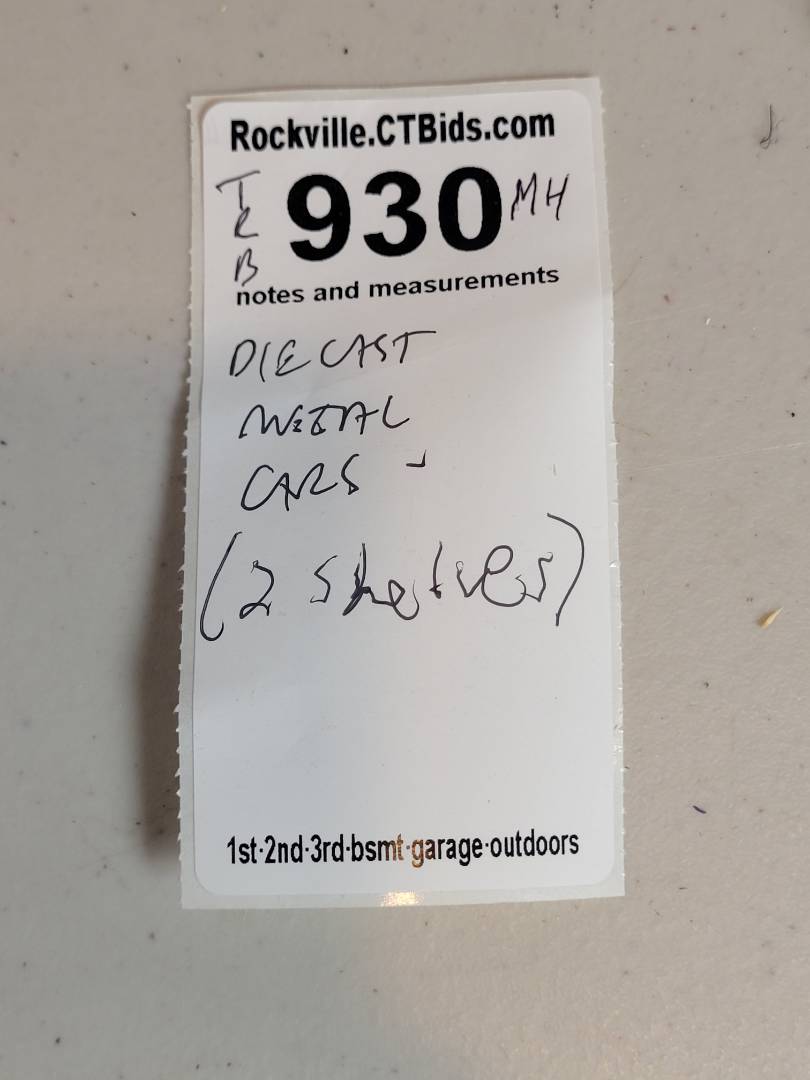 Rockville.CTBids.com
T
R
B
930 MH
notes and measurements
DIECAST
METAL
CARS -
(2 shelves)
1st·2nd·3rd·bsmt·garage·outdoors